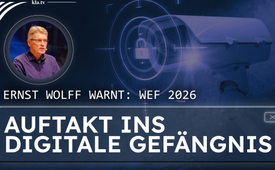 kla.tv
ERNST WOLFF WARNT: WEF 2026
AUFTAKT INS
DIGITALE GEFÄNGNIS